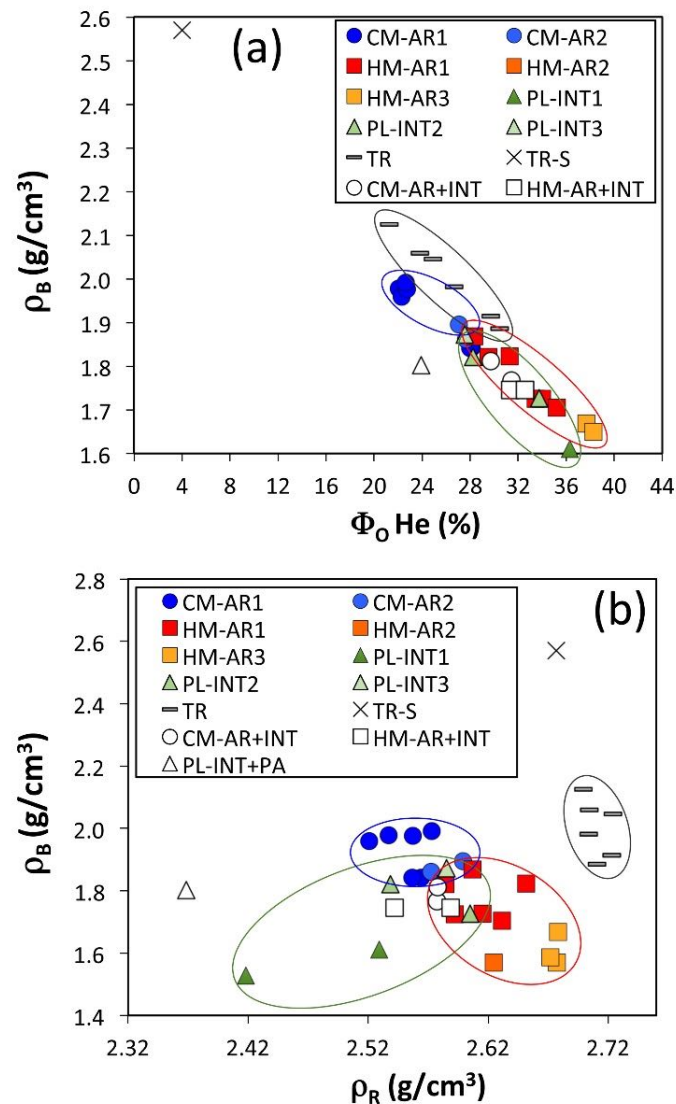 (a)
ρB (g/cm³)
2.6
2.5
2.4
2.3
2.2
2.1
2.0
1.9
1.8
1.7
1.6
CM-AR1 CM-AR2
HM-AR1 HM-AR2
HM-AR3 PL-INT1
PL-INT2 PL-INT3
TR TR-S
CM-AR+INT HM-AR+INT
0 4 8 12 16 20 24 28 32 36 40 44
ΦO He (%)
(b)
ρB (g/cm³)
2.8
2.6
2.4
2.2
2.0
1.8
1.6
1.4
CM-AR1 CM-AR2
HM-AR1 HM-AR2
HM-AR3 PL-INT1
PL-INT2 PL-INT3
TR TR-S
CM-AR+INT HM-AR+INT
PL-INT+PA
2.32 2.42 2.52 2.62 2.72
ρR (g/cm³)